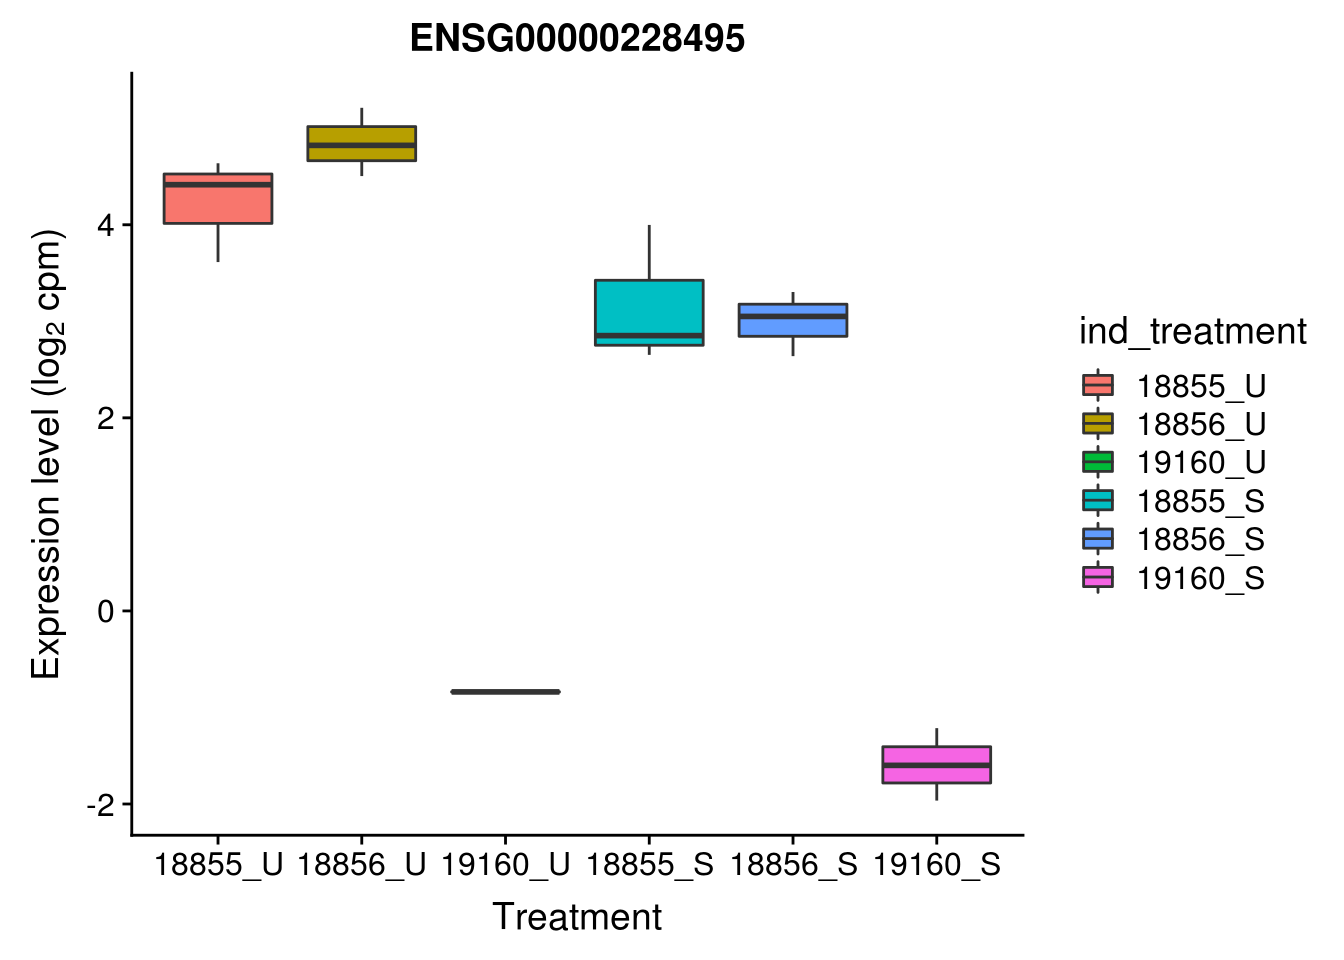 ENSG00000228495
Expression level (log₂ cpm)
4
2
0
-2
18855_U 18856_U 19160_U 18855_S 18856_S 19160_S
Treatment
ind_treatment
18855_U
18856_U
19160_U
18855_S
18856_S
19160_S